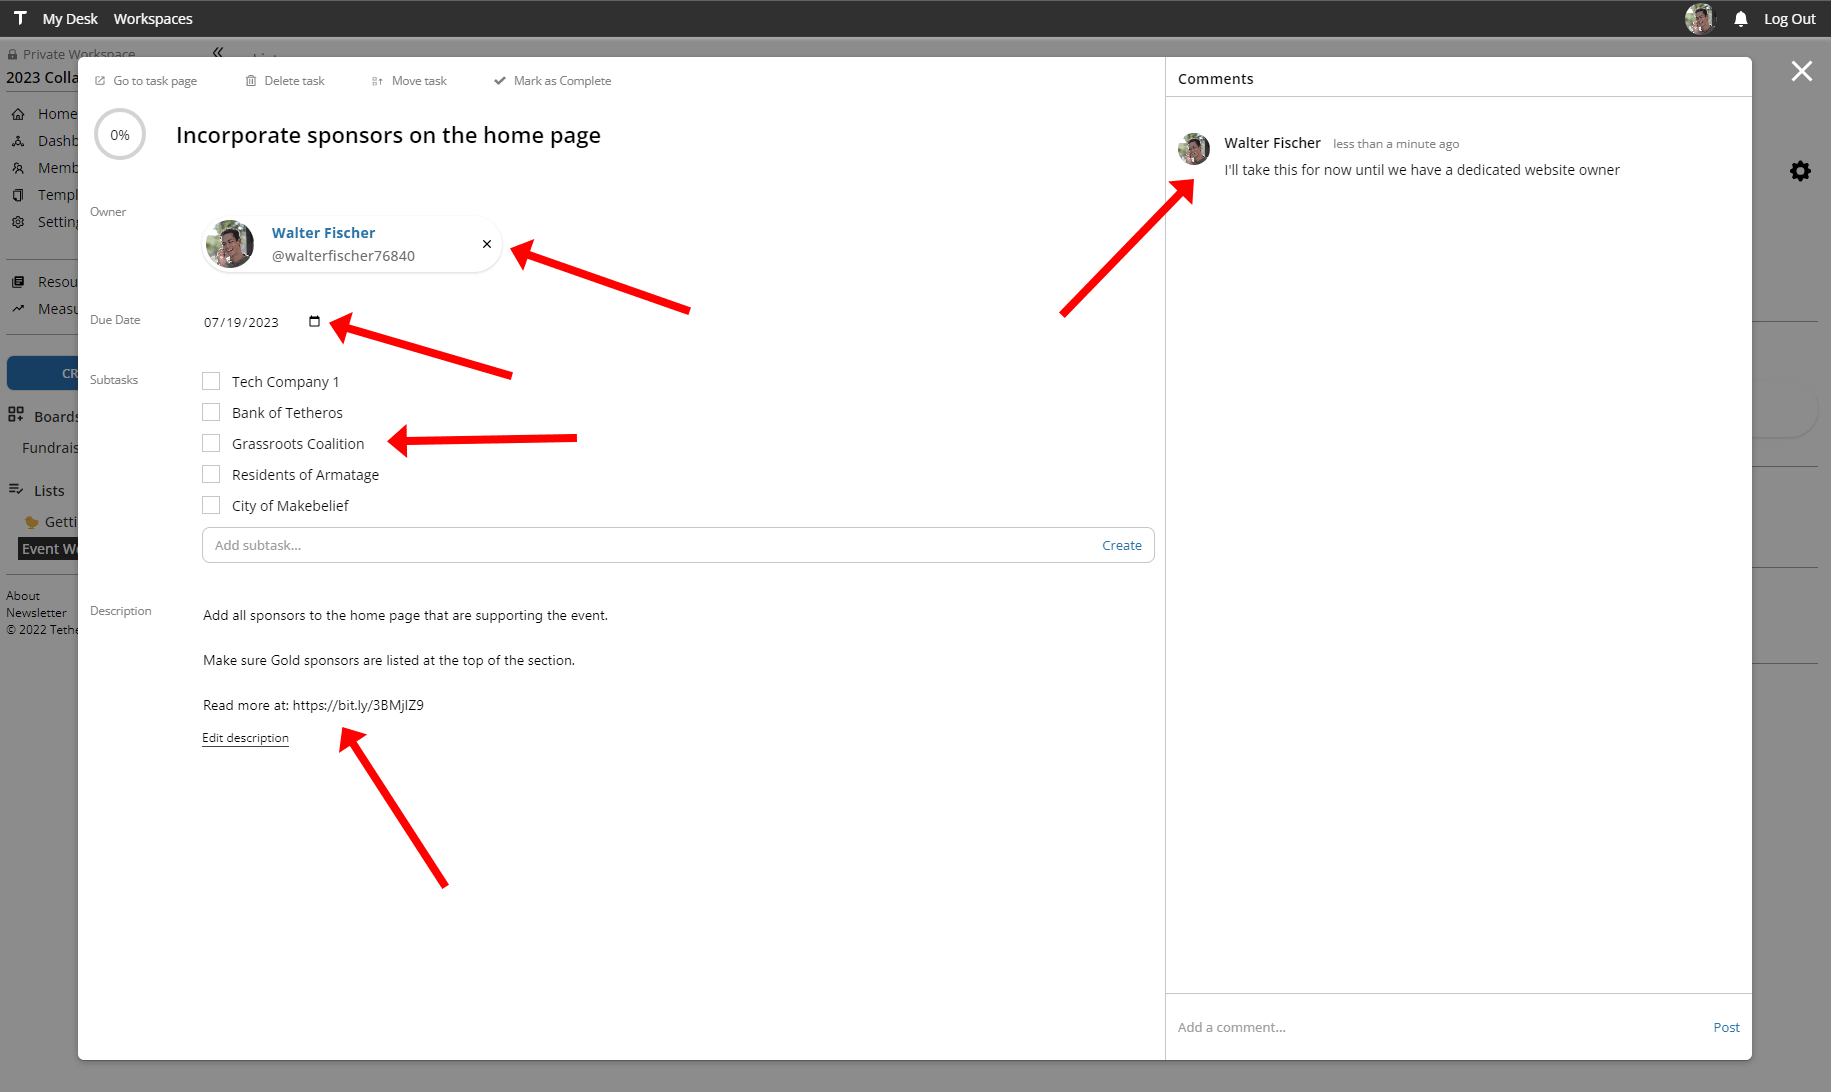 T My Desk Workspaces Log Out
Private Workspace
2023 Colla
Home
Dashb
Memb
Templ
Setting
Resou
Measu
CR
Boards
Fundrais
Lists
Getti
Event We
About
Newsletter
© 2022 Tethe
Go to task page Delete task Move task Mark as Complete
0%
Incorporate sponsors on the home page
Owner
Walter Fischer
@walterfischer76840
Due Date
07/19/2023
Subtasks
Tech Company 1
Bank of Tetheros
Grassroots Coalition
Residents of Armatage
City of Makebelief
Add subtask... Create
Description
Add all sponsors to the home page that are supporting the event.
Make sure Gold sponsors are listed at the top of the section.
Read more at: https://bit.ly/3BMjlZ9
Edit description
Comments
Walter Fischer less than a minute ago
I'll take this for now until we have a dedicated website owner
Add a comment... Post